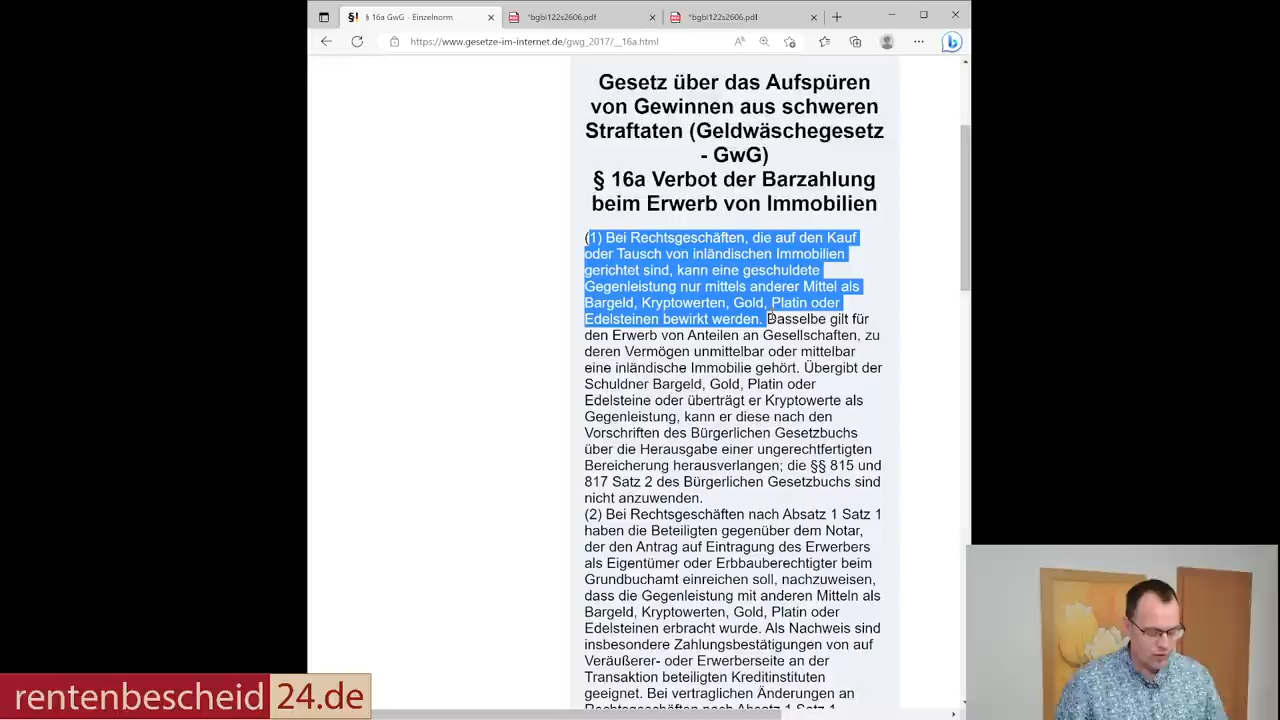 § 16a GwG - Einzelnorm
*bgbl122s2606.pdf
*bgbl122s2606.pdf
https://www.gesetze-im-internet.de/gwg_2017/__16a.html
Gesetz über das Aufspüren
von Gewinnen aus schweren
Straftaten (Geldwäschegesetz
- GwG)
§ 16a Verbot der Barzahlung
beim Erwerb von Immobilien
(1) Bei Rechtsgeschäften, die auf den Kauf
oder Tausch von inländischen Immobilien
gerichtet sind, kann eine geschuldete
Gegenleistung nur mittels anderer Mittel als
Bargeld, Kryptowerten, Gold, Platin oder
Edelsteinen bewirkt werden. Dasselbe gilt für
den Erwerb von Anteilen an Gesellschaften, zu
deren Vermögen unmittelbar oder mittelbar
eine inländische Immobilie gehört. Übergibt der
Schuldner Bargeld, Gold, Platin oder
Edelsteine oder überträgt er Kryptowerte als
Gegenleistung, kann er diese nach den
Vorschriften des Bürgerlichen Gesetzbuchs
über die Herausgabe einer ungerechtfertigten
Bereicherung herausverlangen; die §§ 815 und
817 Satz 2 des Bürgerlichen Gesetzbuchs sind
nicht anzuwenden.
(2) Bei Rechtsgeschäften nach Absatz 1 Satz 1
haben die Beteiligten gegenüber dem Notar,
der den Antrag auf Eintragung des Erwerbers
als Eigentümer oder Erbbauberechtigter beim
Grundbuchamt einreichen soll, nachzuweisen,
dass die Gegenleistung mit anderen Mitteln als
Bargeld, Kryptowerten, Gold, Platin oder
Edelsteinen erbracht wurde. Als Nachweis sind
insbesondere Zahlungsbestätigungen von auf
Veräußerer- oder Erwerberseite an der
Transaktion beteiligten Kreditinstituten
geeignet. Bei vertraglichen Änderungen an
Rechtsgeschäften nach Absatz 1 Satz 1
rentenbescheid24.de